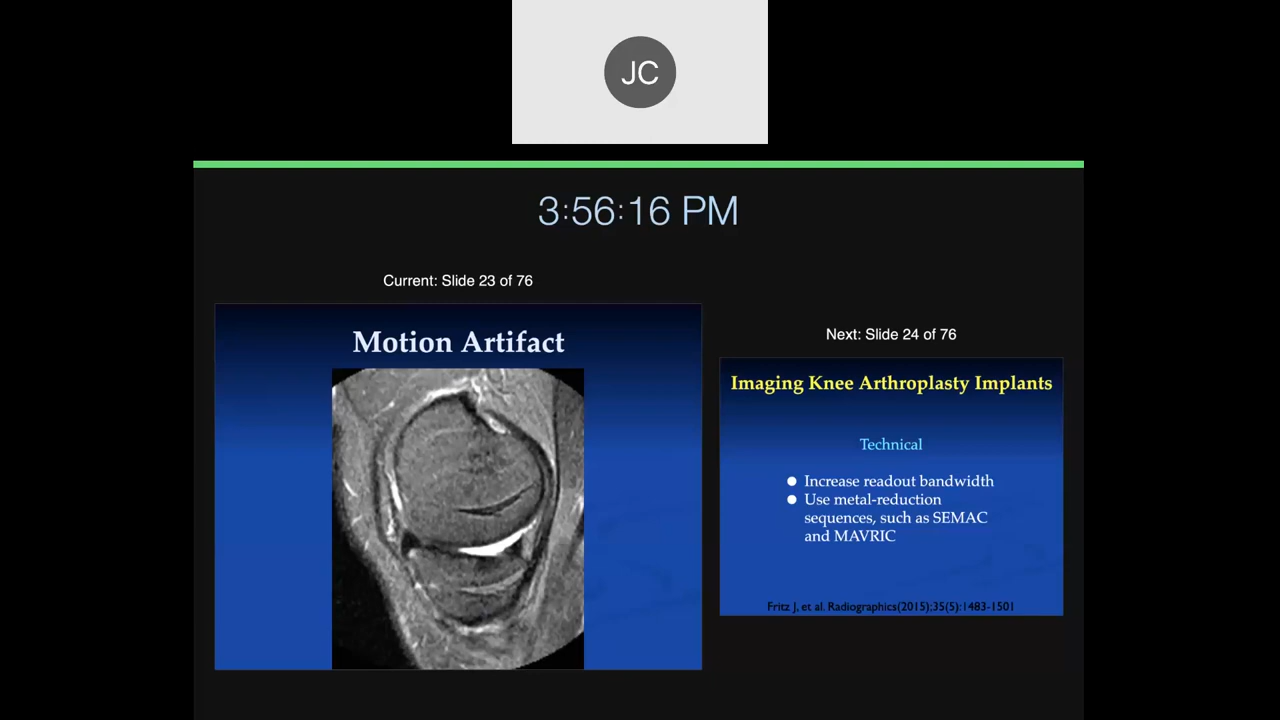 JC
3:56:16 PM
Current: Slide 23 of 76
Motion Artifact
Next: Slide 24 of 76
Imaging Knee Arthroplasty Implants
Technical
● Increase readout bandwidth
● Use metal-reduction
sequences, such as SEMAC
and MAVRIC
Fritz J, et al. Radiographics(2015);35(5):1483-1501